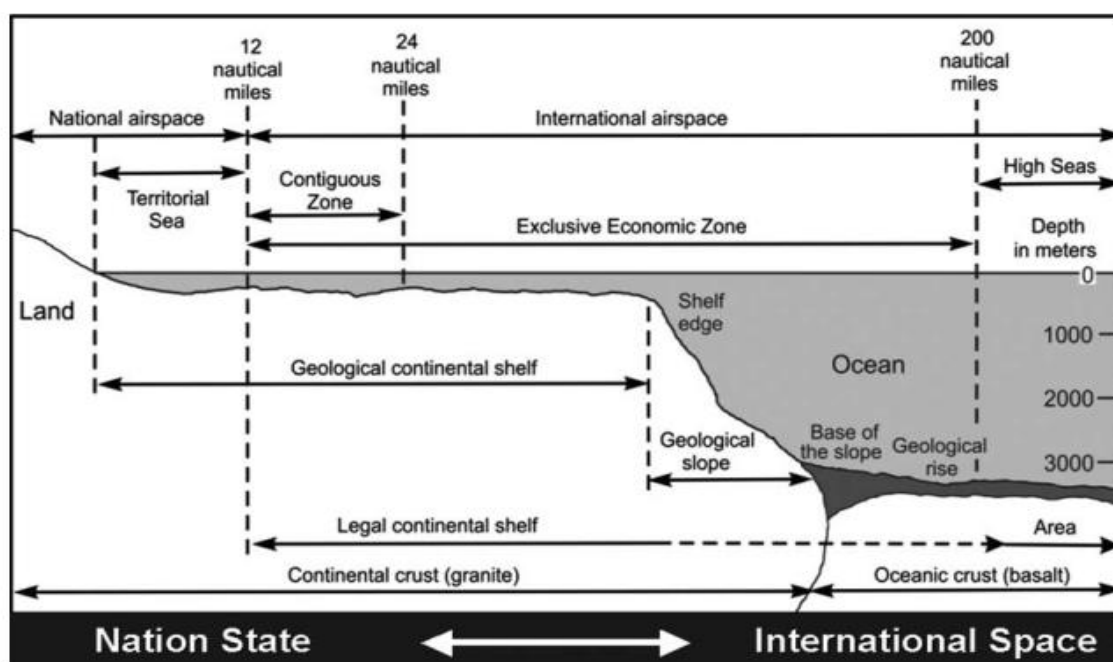 12
nautical
miles
24
nautical
miles
200
nautical
miles
National airspace
International airspace
Territorial
Sea
Contiguous
Zone
High Seas
Exclusive Economic Zone
Depth
in meters
0
Land
Shelf
edge
1000
Geological continental shelf
Ocean
2000
Geological
slope
Base of
the slope
Geological
rise
3000
Legal continental shelf
Area
Continental crust (granite)
Oceanic crust (basalt)
Nation State
International Space